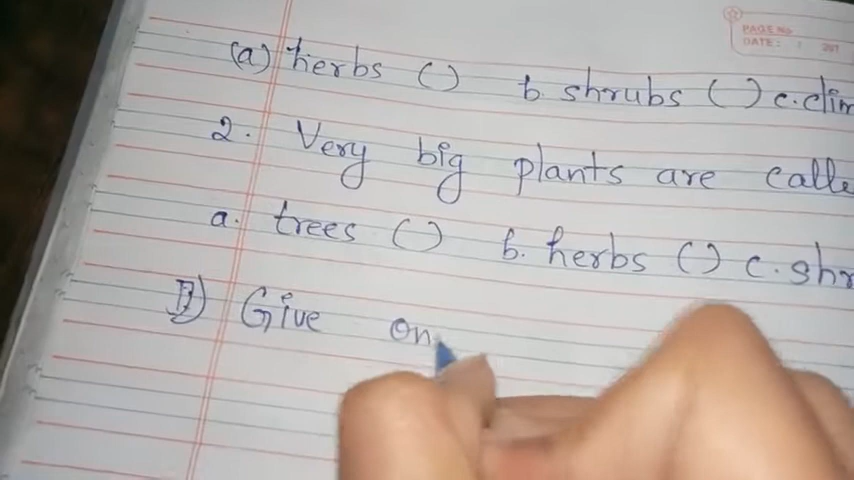 PAGE NO
DATE:
(a) herbs ( ) b. shrubs ( ) c. clim
2. Very big plants are calle
a. trees ( ) b. herbs ( ) c. shr
II) Give on